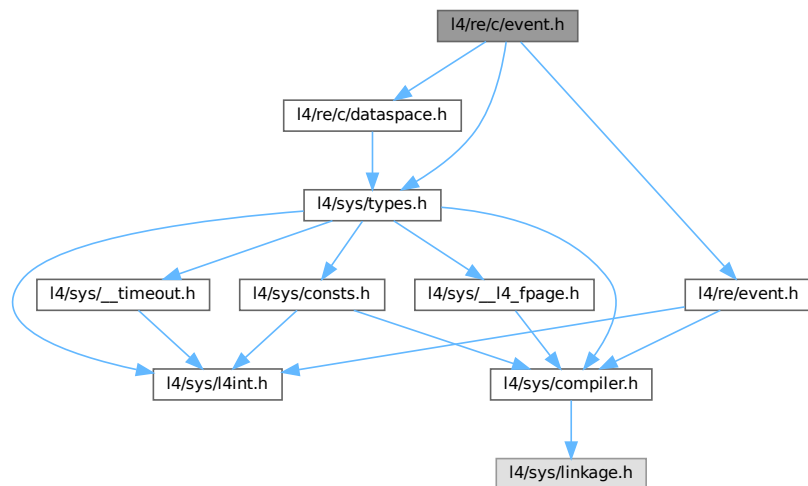 l4/re/c/event.h
l4/re/c/dataspace.h
l4/sys/types.h
l4/sys/__timeout.h
l4/sys/consts.h
l4/sys/__l4_fpage.h
l4/re/event.h
l4/sys/l4int.h
l4/sys/compiler.h
l4/sys/linkage.h